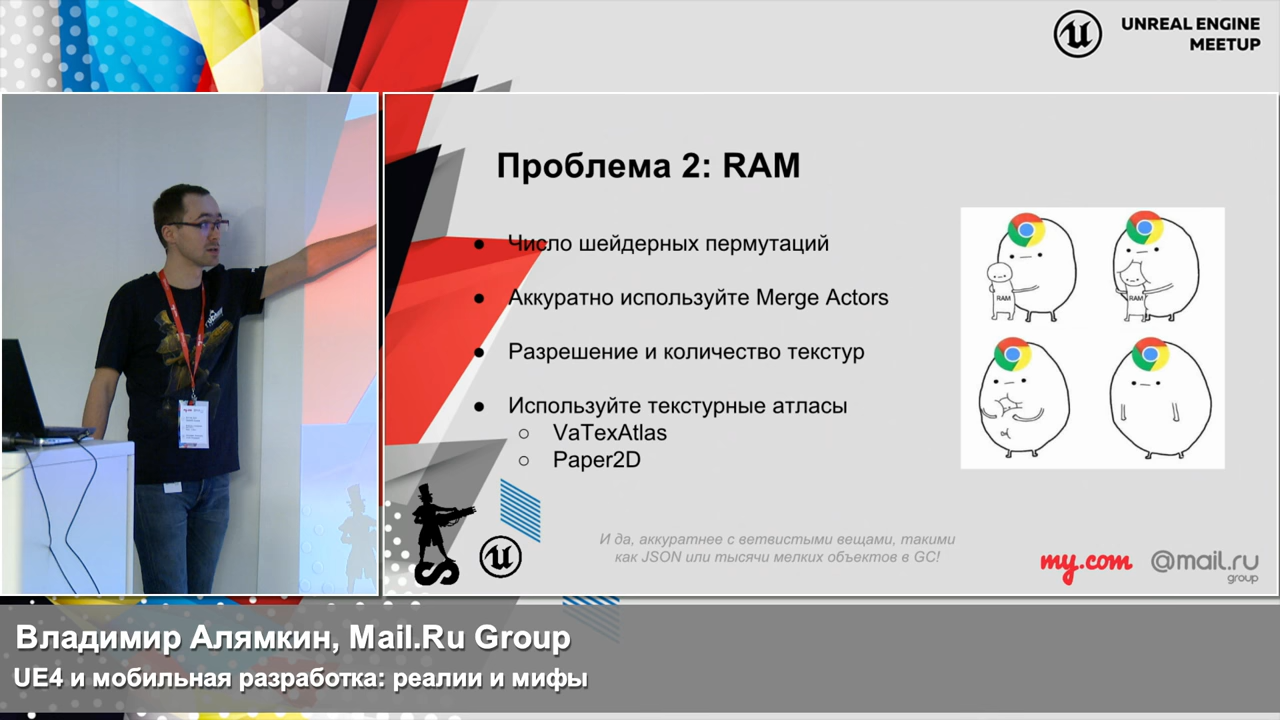 UNREAL ENGINE
MEETUP
Проблема 2: RAM
● Число шейдерных пермутаций
● Аккуратно используйте Merge Actors
● Разрешение и количество текстур
● Используйте текстурные атласы
○ VaTexAtlas
○ Paper2D
RAM
RAM
И да, аккуратнее с ветвистыми вещами, такими
как JSON или тысячи мелких объектов в GC!
my.com
@mail.ru
group
Владимир Алямкин, Mail.Ru Group
UE4 и мобильная разработка: реалии и мифы